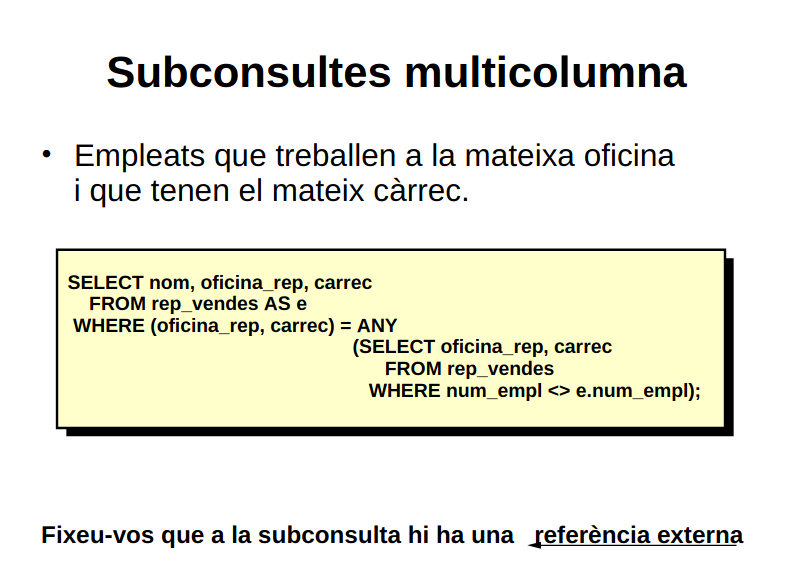 Subconsultes multicolumna
• Empleats que treballen a la mateixa oficina
i que tenen el mateix càrrec.
SELECT nom, oficina_rep, carrec
FROM rep_vendes AS e
WHERE (oficina_rep, carrec) = ANY
(SELECT oficina_rep, carrec
FROM rep_vendes
WHERE num_empl <> e.num_empl);
Fixeu-vos que a la subconsulta hi ha una referència externa